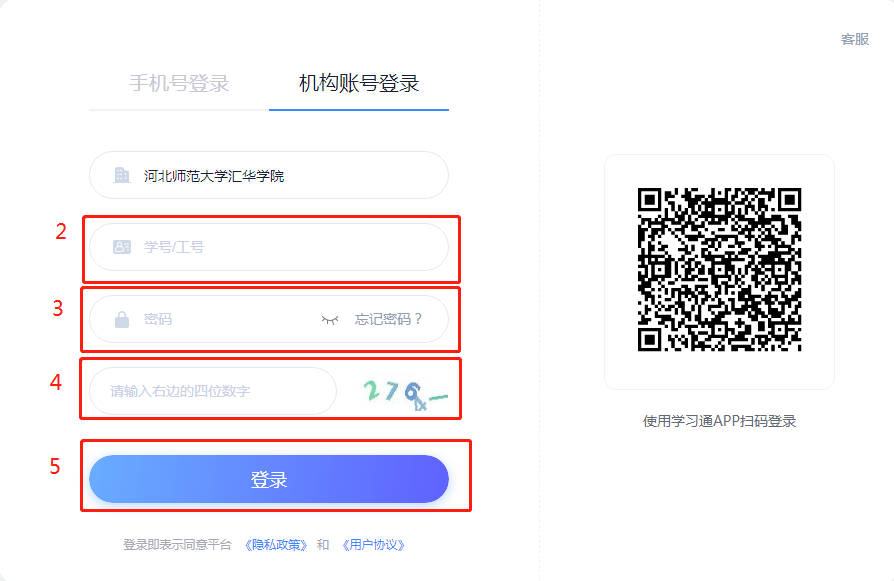 客服
手机号登录 机构账号登录
河北师范大学汇华学院
2 学号/工号
3 密码 忘记密码？
4 请输入右边的四位数字
5 登录
使用学习通APP扫码登录
登录即表示同意平台 《隐私政策》 和 《用户协议》